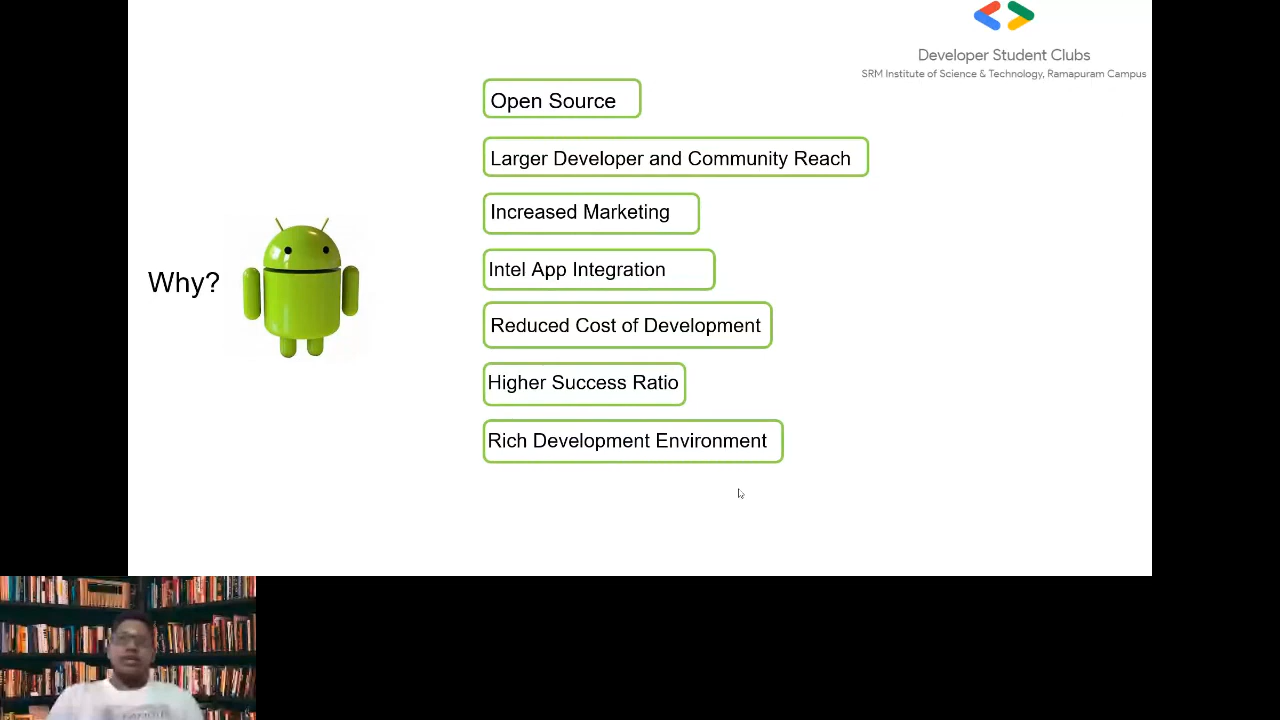 Developer Student Clubs
SRM Institute of Science & Technology, Ramapuram Campus
Open Source
Larger Developer and Community Reach
Increased Marketing
Why?
Intel App Integration
Reduced Cost of Development
Higher Success Ratio
Rich Development Environment